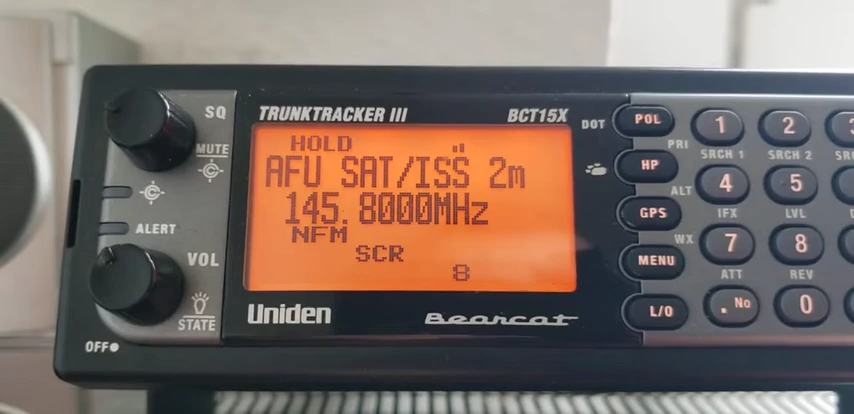 TRUNKTRACKER III BCT15X
SQ
MUTE
ALERT
VOL
STATE
OFF
HOLD
AFU SAT/ISS 2m
145.8000MHz
NFM
SCR
8
Uniden Bearcat
DOT POL 1 2 3
PRI SRCH 1 SRCH 2
HP 4 5
ALT IFX LVL
GPS 7 8
WX ATT REV
MENU .No 0
L/O